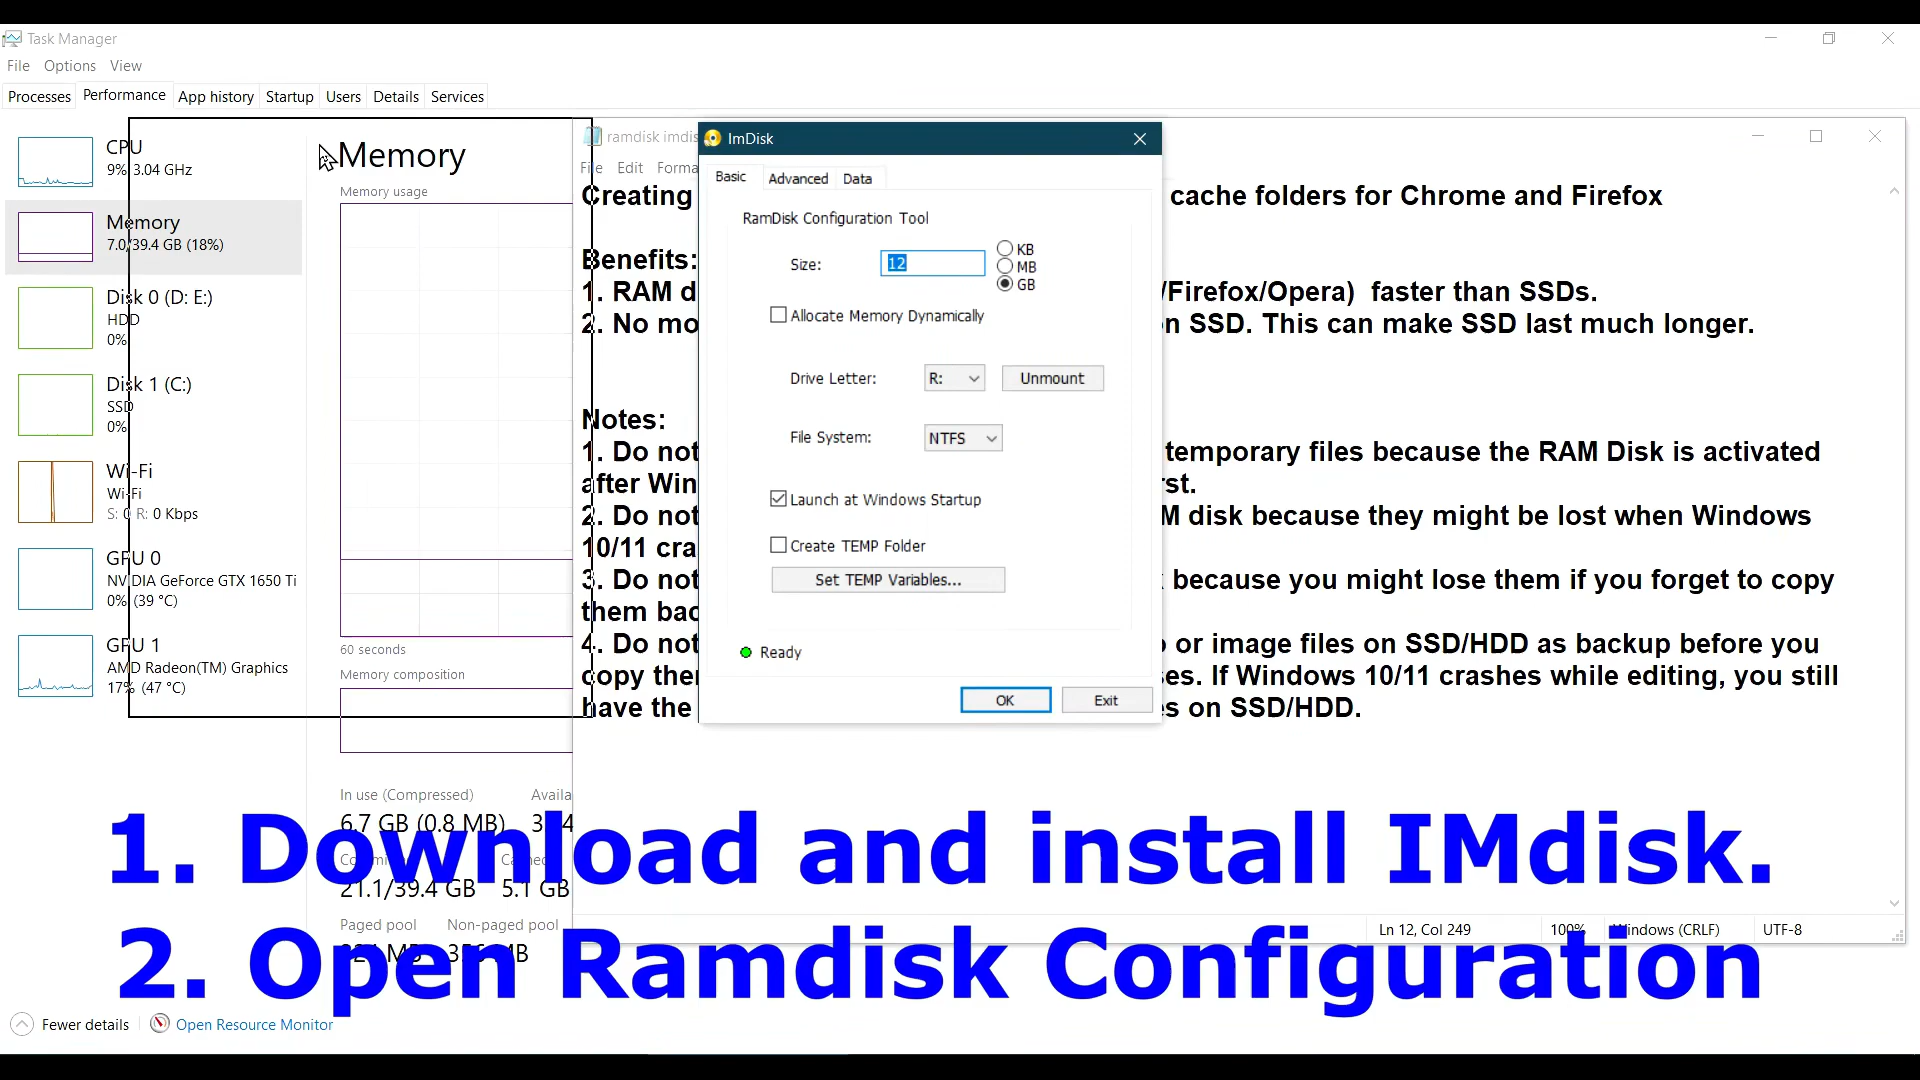 Task Manager
File Options View
Processes Performance App history Startup Users Details Services
CPU
9% 3.04 GHz
Memory
7.0/39.4 GB (18%)
Disk 0 (D: E:)
HDD
0%
Disk 1 (C:)
SSD
0%
Wi-Fi
Wi-Fi
S: 0 R: 0 Kbps
GPU 0
NVIDIA GeForce GTX 1650 Ti
0% (39 °C)
GPU 1
AMD Radeon(TM) Graphics
17% (47 °C)
Memory
Memory usage
60 seconds
Memory composition
In use (Compressed)
6.7 GB (0.8 MB)
21.1/39.4 GB 5.1 GB
Paged pool Non-paged pool
MB
Fewer details Open Resource Monitor
ramdisk imdis
File Edit Forma
Creating cache folders for Chrome and Firefox
Benefits:
1. RAM d /Firefox/Opera) faster than SSDs.
2. No mo n SSD. This can make SSD last much longer.
Notes:
1. Do not temporary files because the RAM Disk is activated
after Win rst.
2. Do not M disk because they might be lost when Windows
10/11 cra
3. Do not because you might lose them if you forget to copy
them bac
4. Do not o or image files on SSD/HDD as backup before you
copy the es. If Windows 10/11 crashes while editing, you still
have the s on SSD/HDD.
Ln 12, Col 249 100% Windows (CRLF) UTF-8
ImDisk
Basic Advanced Data
RamDisk Configuration Tool
Size: 12 KB
MB
GB
Allocate Memory Dynamically
Drive Letter: R: Unmount
File System: NTFS
Launch at Windows Startup
Create TEMP Folder
Set TEMP Variables...
Ready
OK Exit
1. Download and install IMdisk.
2. Open Ramdisk Configuration